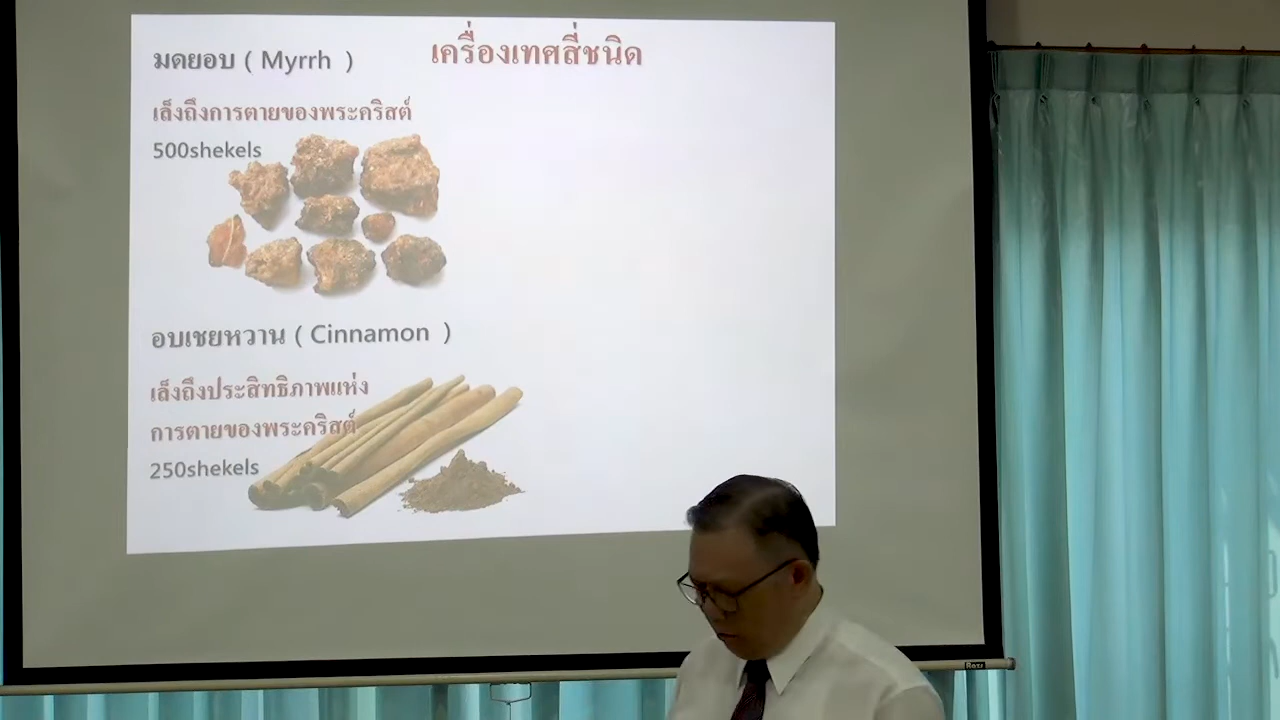 เครื่องเทศสี่ชนิด
มดยอบ ( Myrrh )
เล็งถึงการตายของพระคริสต์
500shekels
อบเชยหวาน ( Cinnamon )
เล็งถึงประสิทธิภาพแห่ง
การตายของพระคริสต์
250shekels